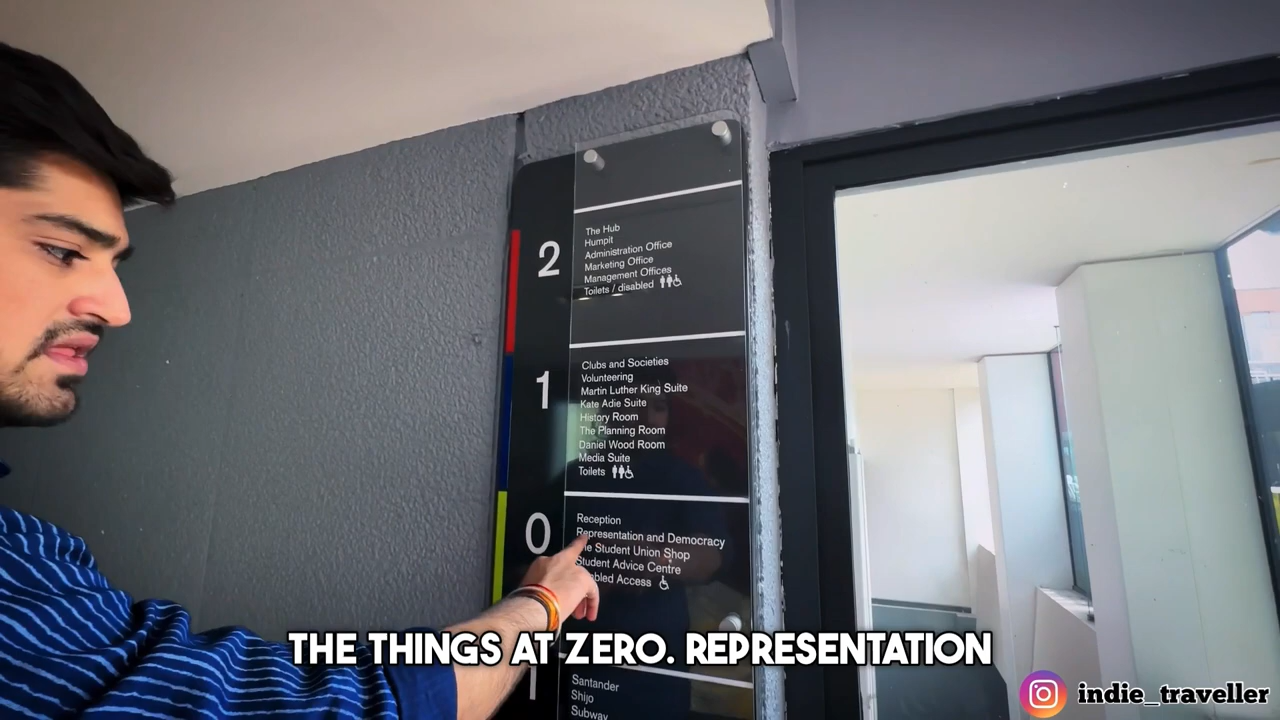 2
The Hub
Humpit
Administration Office
Marketing Office
Management Offices
Toilets / disabled
1
Clubs and Societies
Volunteering
Martin Luther King Suite
Kate Adie Suite
History Room
The Planning Room
Daniel Wood Room
Media Suite
Toilets
0
Reception
Representation and Democracy
Student Union Shop
Student Advice Centre
Access
Santander
Shijo
Subway
THE THINGS AT ZERO. REPRESENTATION
indie_traveller